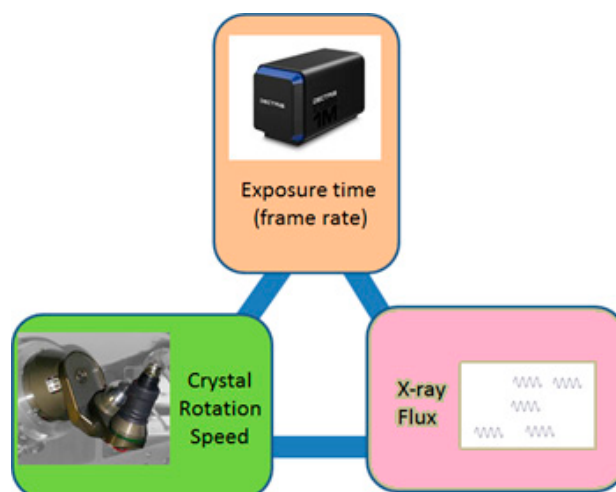 DECTRIS
DECTRIS
1M
Exposure time
(frame rate)
Crystal
Rotation
Speed
X-ray
Flux